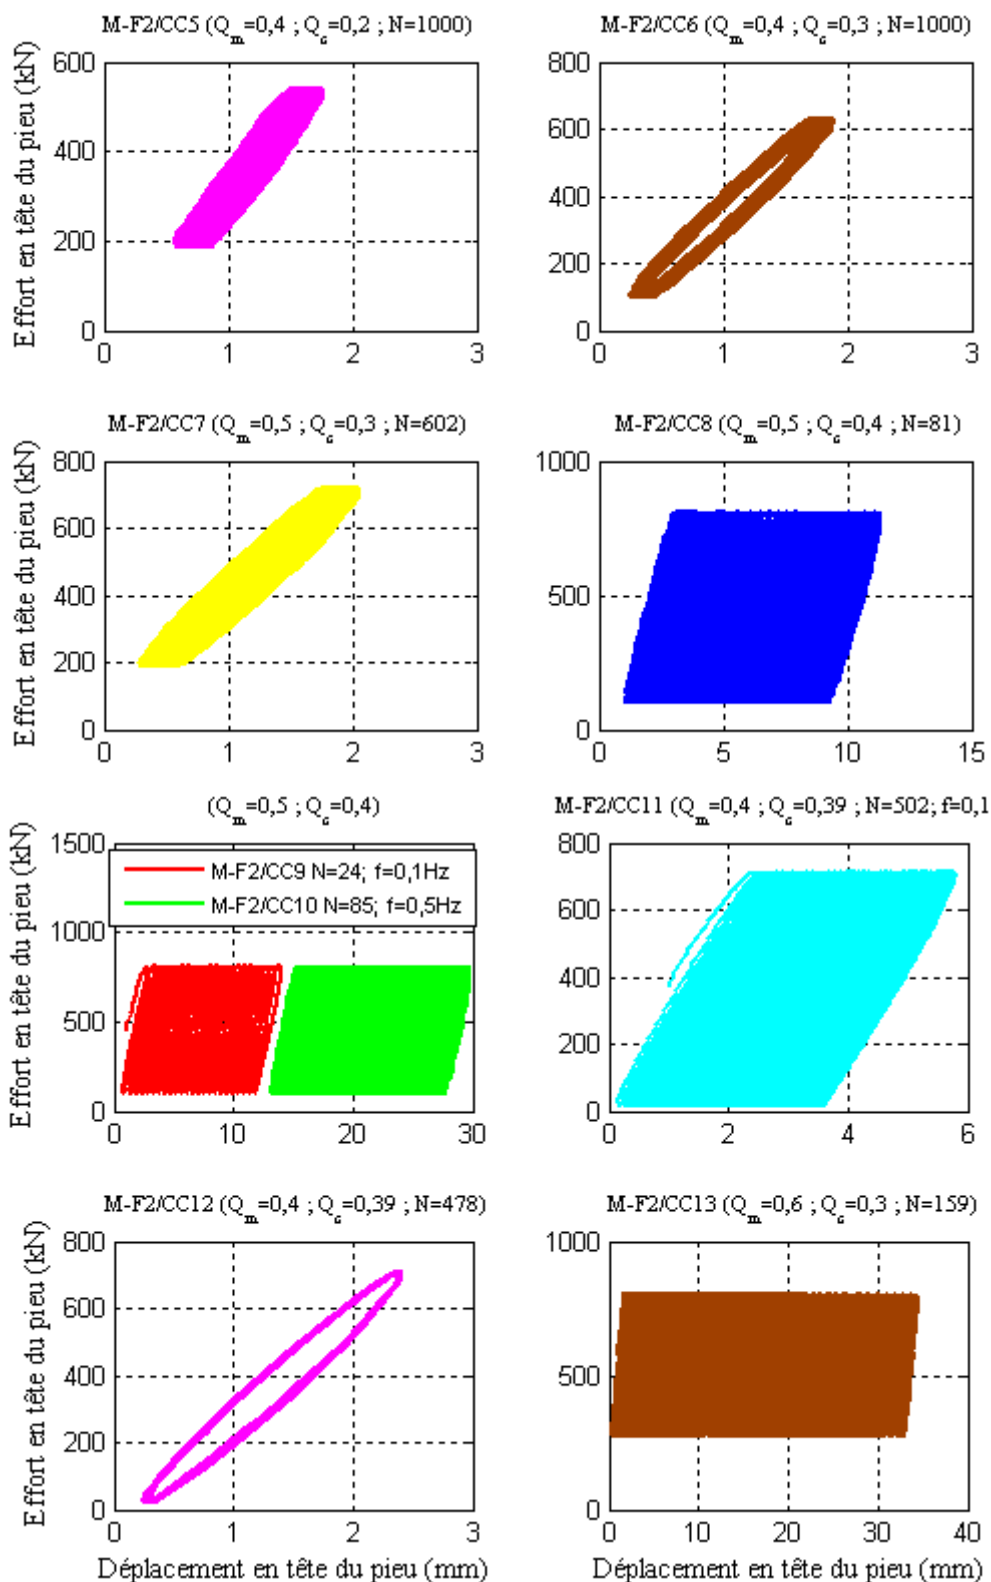 M-F2/CC5 (Qm=0,4 ; Qc=0,2 ; N=1000)
Effort en tête du pieu (kN)
600
400
200
0
0 1 2 3
M-F2/CC6 (Qm=0,4 ; Qc=0,3 ; N=1000)
800
600
400
200
0
0 1 2 3
M-F2/CC7 (Qm=0,5 ; Qc=0,3 ; N=602)
Effort en tête du pieu (kN)
800
600
400
200
0
0 1 2 3
M-F2/CC8 (Qm=0,5 ; Qc=0,4 ; N=81)
1000
500
0
0 5 10 15
(Qm=0,5 ; Qc=0,4)
Effort en tête du pieu (kN)
1500
1000
500
0
M-F2/CC9 N=24; f=0,1Hz
M-F2/CC10 N=85; f=0,5Hz
0 10 20 30
M-F2/CC11 (Qm=0,4 ; Qc=0,39 ; N=502; f=0,1
800
600
400
200
0
0 2 4 6
M-F2/CC12 (Qm=0,4 ; Qc=0,39 ; N=478)
Effort en tête du pieu (kN)
800
600
400
200
0
0 1 2 3
Déplacement en tête du pieu (mm)
M-F2/CC13 (Qm=0,6 ; Qc=0,3 ; N=159)
1000
500
0
0 10 20 30 40
Déplacement en tête du pieu (mm)